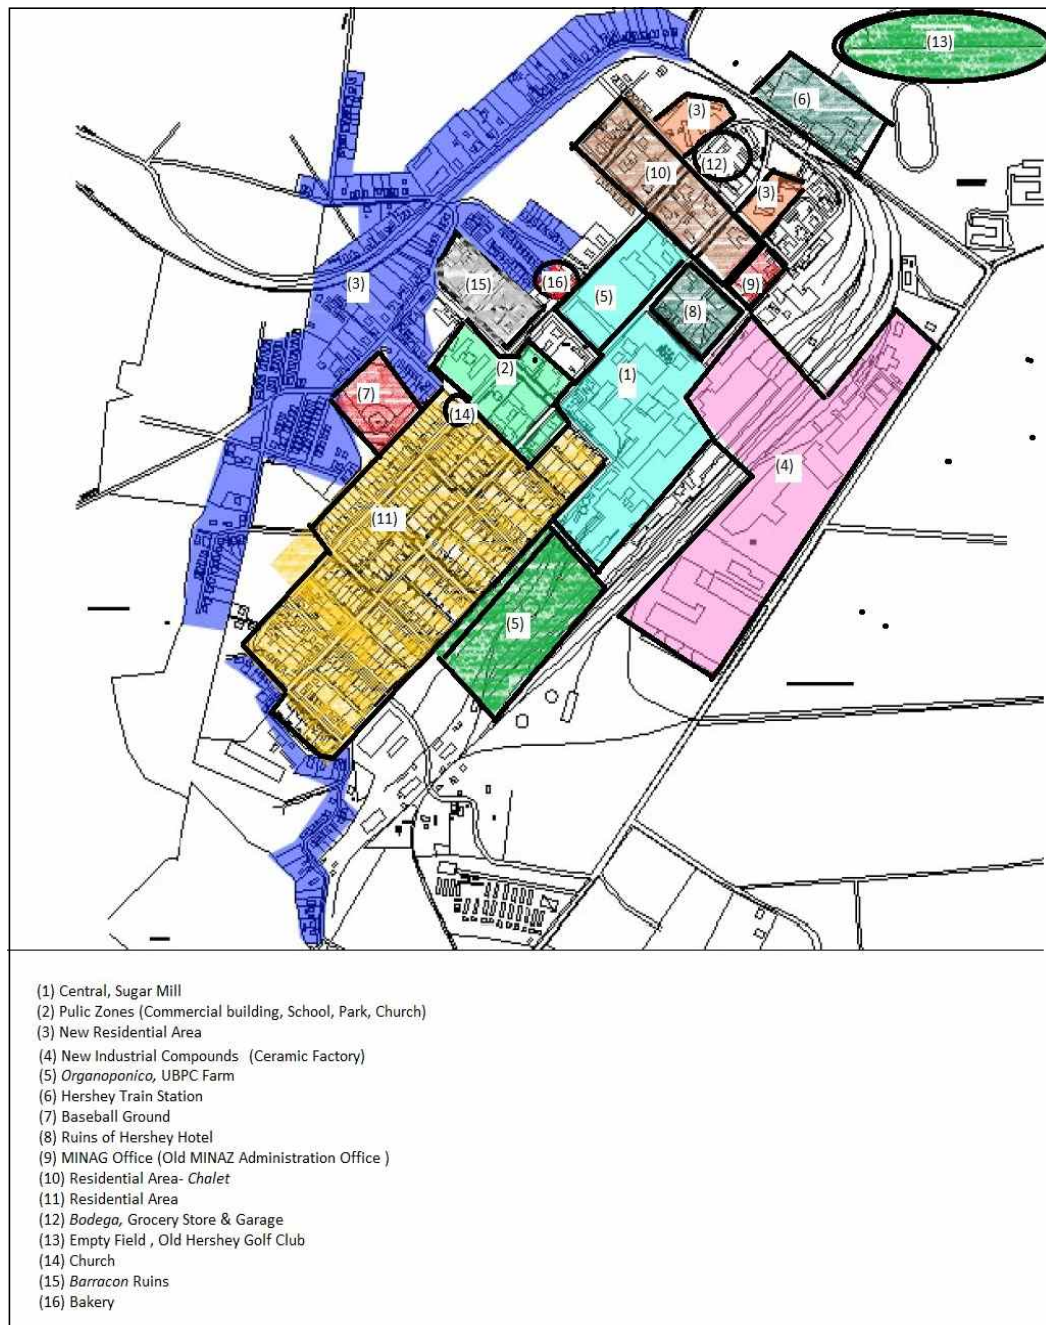 (13)
(6)
(3)
(12)
(10)
(3)
(3)
(15)
(16)
(5)
(9)
(8)
(2)
(1)
(7)
(14)
(4)
(11)
(5)
(1) Central, Sugar Mill
(2) Pulic Zones (Commercial building, School, Park, Church)
(3) New Residential Area
(4) New Industrial Compounds (Ceramic Factory)
(5) Organoponico, UBPC Farm
(6) Hershey Train Station
(7) Baseball Ground
(8) Ruins of Hershey Hotel
(9) MINAG Office (Old MINAZ Administration Office )
(10) Residential Area- Chalet
(11) Residential Area
(12) Bodega, Grocery Store & Garage
(13) Empty Field , Old Hershey Golf Club
(14) Church
(15) Barracon Ruins
(16) Bakery